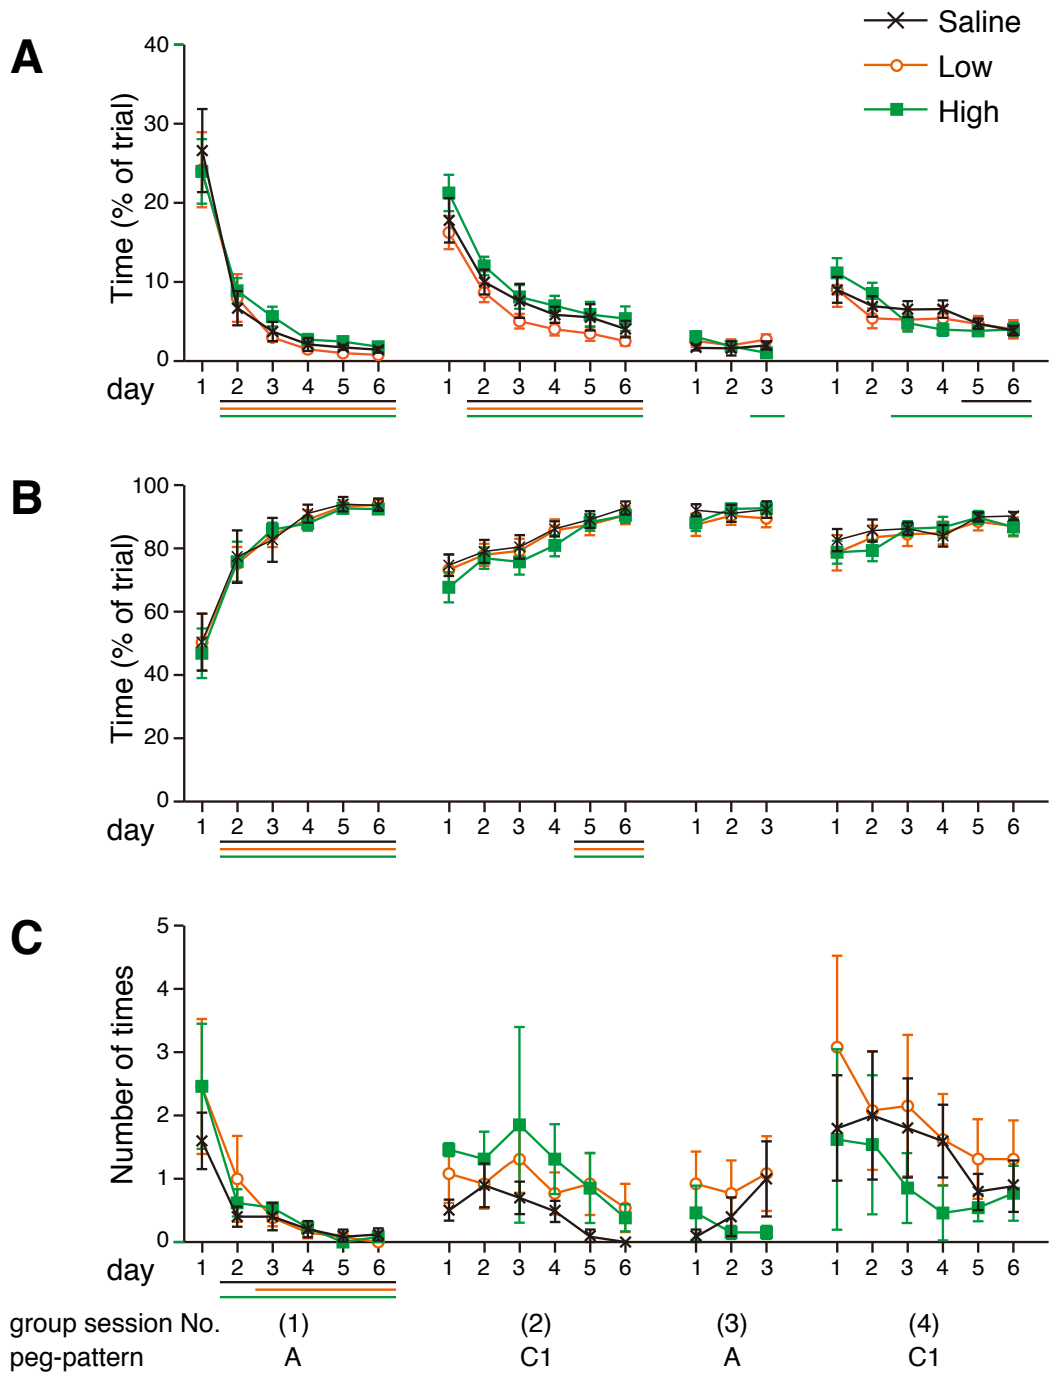 Saline
Low
High
A
Time (% of trial)
40
30
20
10
0
day
1 2 3 4 5 6 1 2 3 4 5 6 1 2 3 1 2 3 4 5 6
B
Time (% of trial)
100
80
60
40
20
0
day
1 2 3 4 5 6 1 2 3 4 5 6 1 2 3 1 2 3 4 5 6
C
Number of times
5
4
3
2
1
0
day
1 2 3 4 5 6 1 2 3 4 5 6 1 2 3 1 2 3 4 5 6
group session No. (1) (2) (3) (4)
peg-pattern A C1 A C1